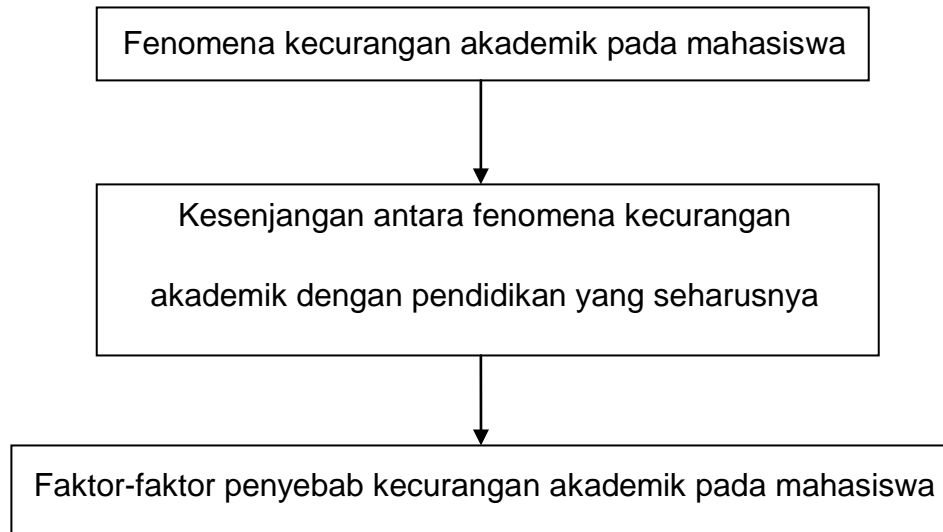 Fenomena kecurangan akademik pada mahasiswa
Kesenjangan antara fenomena kecurangan
akademik dengan pendidikan yang seharusnya
Faktor-faktor penyebab kecurangan akademik pada mahasiswa